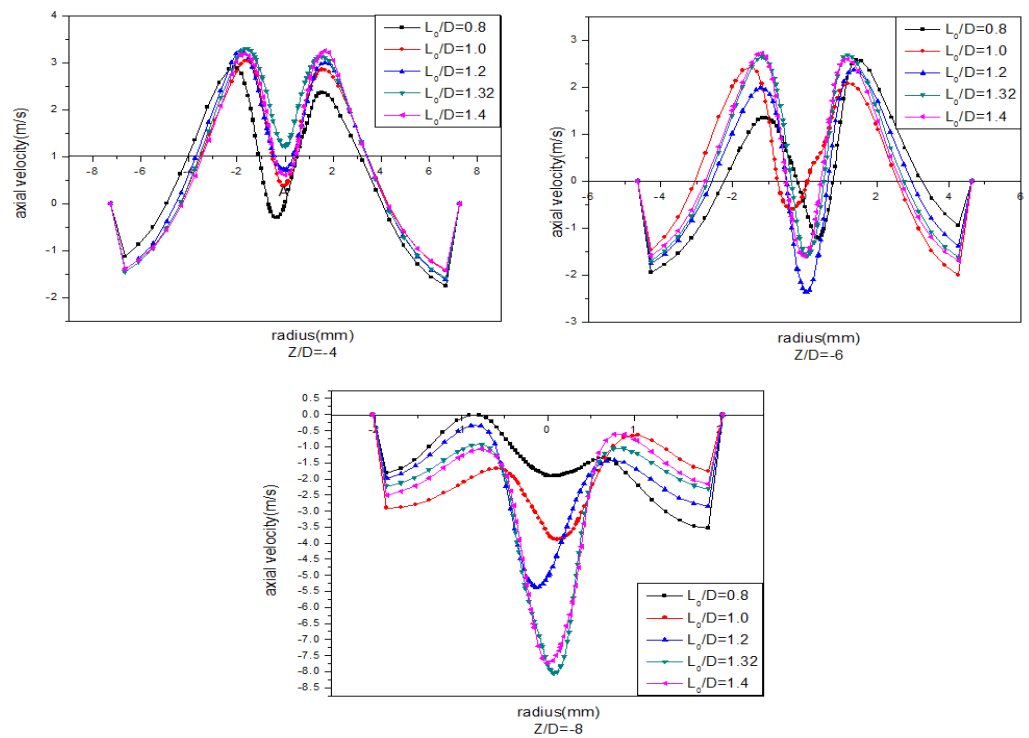 L0/D=0.8
L0/D=1.0
L0/D=1.2
L0/D=1.32
L0/D=1.4
4
3
2
1
0
-1
-2
-8
-6
-4
-2
0
2
4
6
8
axial velocity(m/s)
radius(mm)
Z/D=-4
L0/D=0.8
L0/D=1.0
L0/D=1.2
L0/D=1.32
L0/D=1.4
3
2
1
0
-1
-2
-3
-6
-4
-2
0
2
4
6
axial velocity(m/s)
radius(mm)
Z/D=-6
0.5
0.0
-0.5
-1.0
-1.5
-2.0
-2.5
-3.0
-3.5
-4.0
-4.5
-5.0
-5.5
-6.0
-6.5
-7.0
-7.5
-8.0
-8.5
-2
0
2
axial velocity(m/s)
L0/D=0.8
L0/D=1.0
L0/D=1.2
L0/D=1.32
L0/D=1.4
radius(mm)
Z/D=-8